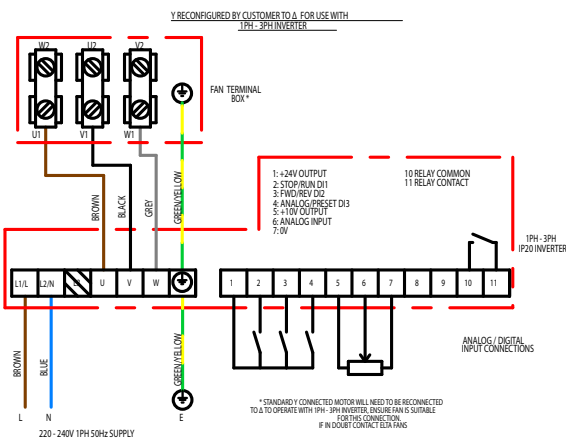 Y RECONFIGURED BY CUSTOMER TO Δ FOR USE WITH
1PH - 3PH INVERTER
W2 U2 V2
U1 V1 W1
FAN TERMINAL
BOX *
BROWN
BLACK
GREY
GREEN/YELLOW
1: +24V OUTPUT
2: STOP/RUN DI1
3: FWD/REV DI2
4: ANALOG/PRESET DI3
5: +10V OUTPUT
6: ANALOG INPUT
7: 0V
10 RELAY COMMON
11 RELAY CONTACT
1PH - 3PH
IP20 INVERTER
L1/L L2/N U V W
1 2 3 4 5 6 7 8 9 10 11
BROWN
BLUE
GREEN/YELLOW
ANALOG / DIGITAL
INPUT CONNECTIONS
L N E
220 - 240V 1PH 50Hz SUPPLY
* STANDARD Y CONNECTED MOTOR WILL NEED TO BE RECONNECTED
TO Δ TO OPERATE WITH 1PH - 3PH INVERTER, ENSURE FAN IS SUITABLE
FOR THIS CONNECTION.
IF IN DOUBT CONTACT ELTA FANS